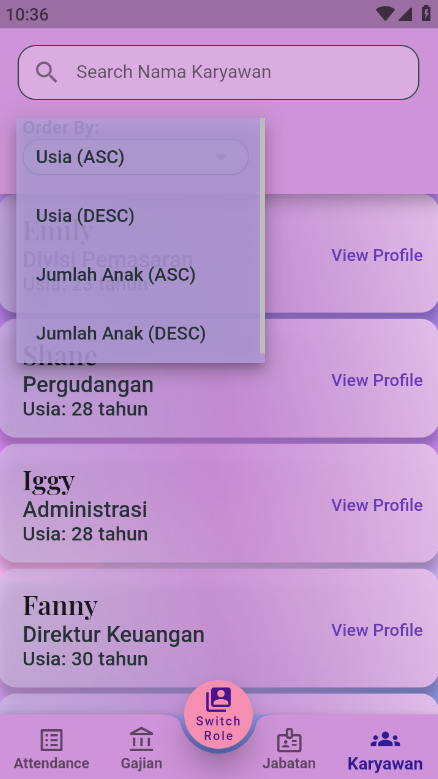 10:36
Search Nama Karyawan
Order By:
Usia (ASC)
Usia (DESC)
Jumlah Anak (ASC)
Jumlah Anak (DESC)
Emily
Divisi Pemasaran
Usia: 23 tahun
View Profile
Shane
Pergudangan
Usia: 28 tahun
View Profile
Iggy
Administrasi
Usia: 28 tahun
View Profile
Fanny
Direktur Keuangan
Usia: 30 tahun
View Profile
Attendance
Gajian
Switch
Role
Jabatan
Karyawan